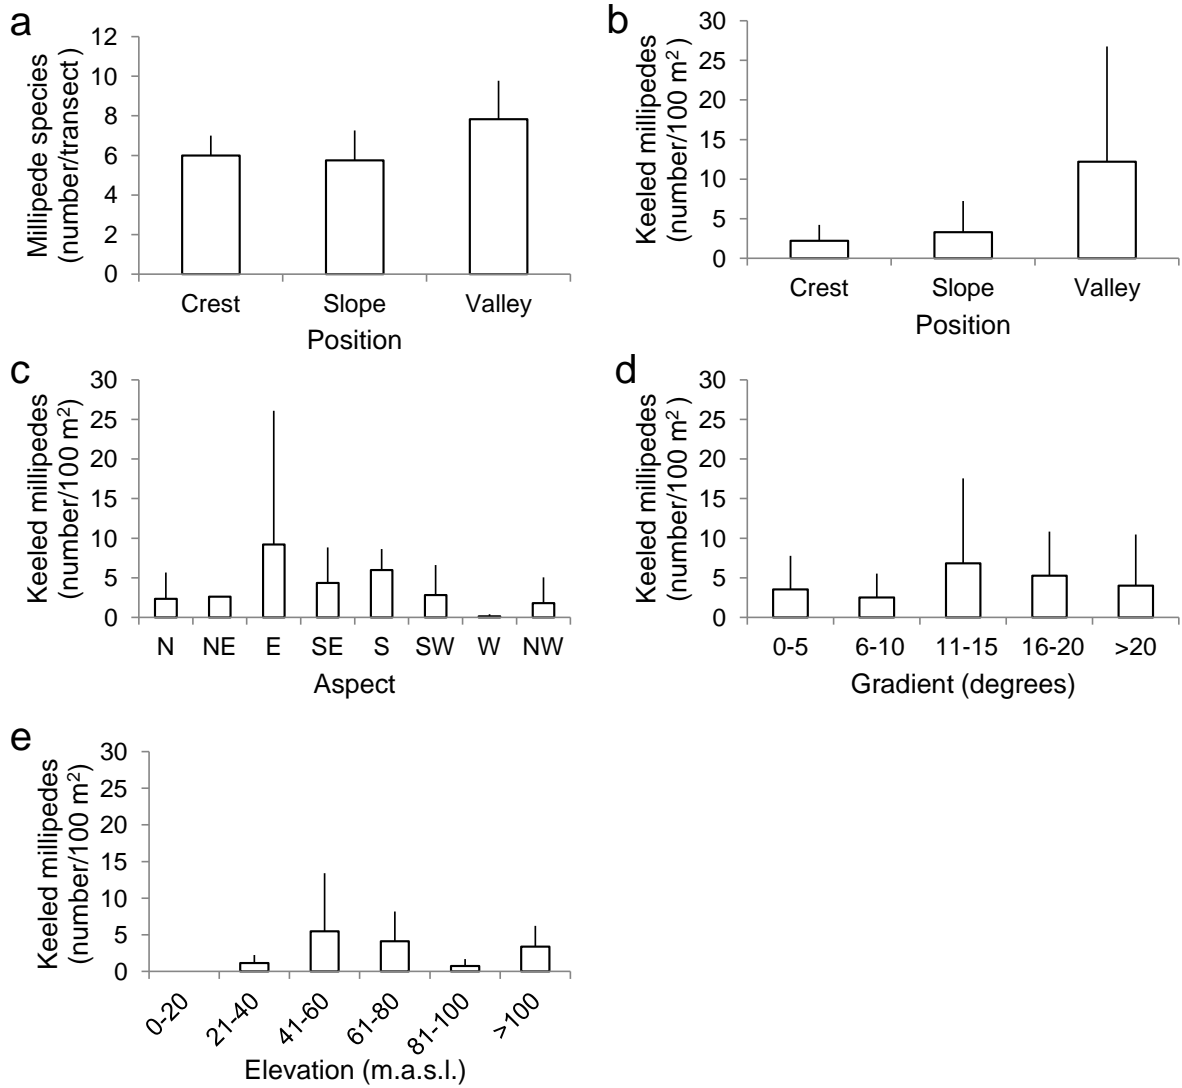 a
Millipede species
(number/transect )
12
10
8
6
4
2
0
Crest Slope Valley
Position
b
Keeled millipedes
(number/100 m²)
30
25
20
15
10
5
0
Crest Slope Valley
Position
c
Keeled millipedes
(number/100 m²)
30
25
20
15
10
5
0
N NE E SE S SW W NW
Aspect
d
Keeled millipedes
(number/100 m²)
30
25
20
15
10
5
0
0-5 6-10 11-15 16-20 >20
Gradient (degrees)
e
Keeled millipedes
(number/100 m²)
30
25
20
15
10
5
0
0-20 21-40 41-60 61-80 81-100 >100
Elevation (m.a.s.l.)